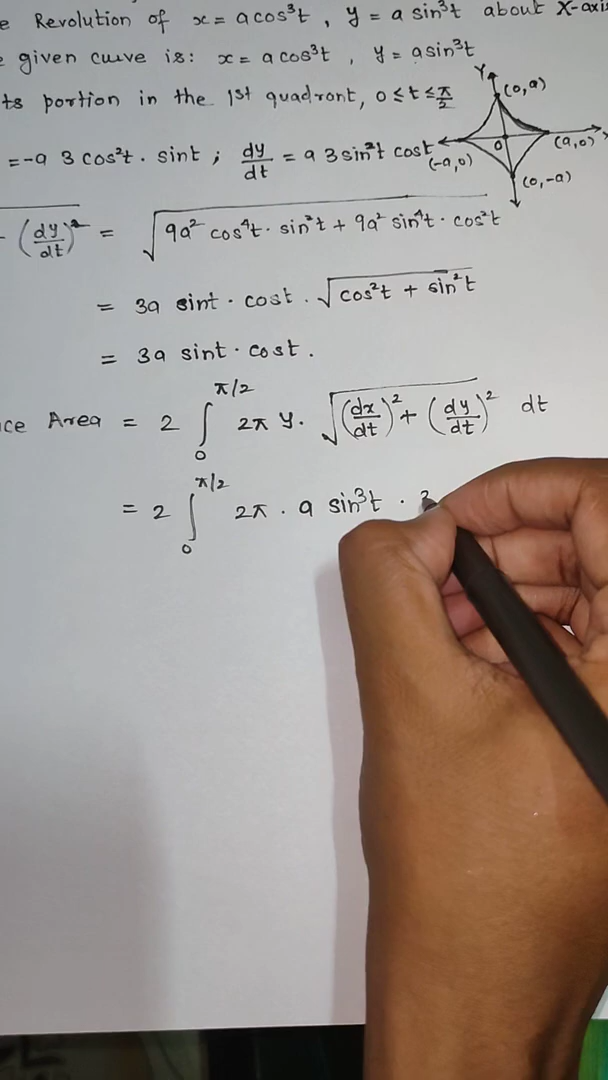 e Revolution of x = a cos³t , y = a sin³t about X-axis
e given curve is: x = a cos³t , y = a sin³t
ts portion in the 1st quadront, 0 ≤ t ≤ π/2
= -a 3 cos²t · sint ; dy/dt = a 3 sin²t cost
Y
(0, a)
0
(a, 0)
X
(-a, 0)
(0, -a)
(dy/dt)² = √(9a² cos⁴t · sin²t + 9a² sin⁴t · cos²t)
= 3a sint · cost · √(cos²t + sin²t)
= 3a sint · cost .
ce Area = 2 ∫₀^(π/2) 2π y · √((dx/dt)² + (dy/dt)²) dt
= 2 ∫₀^(π/2) 2π · a sin³t ·